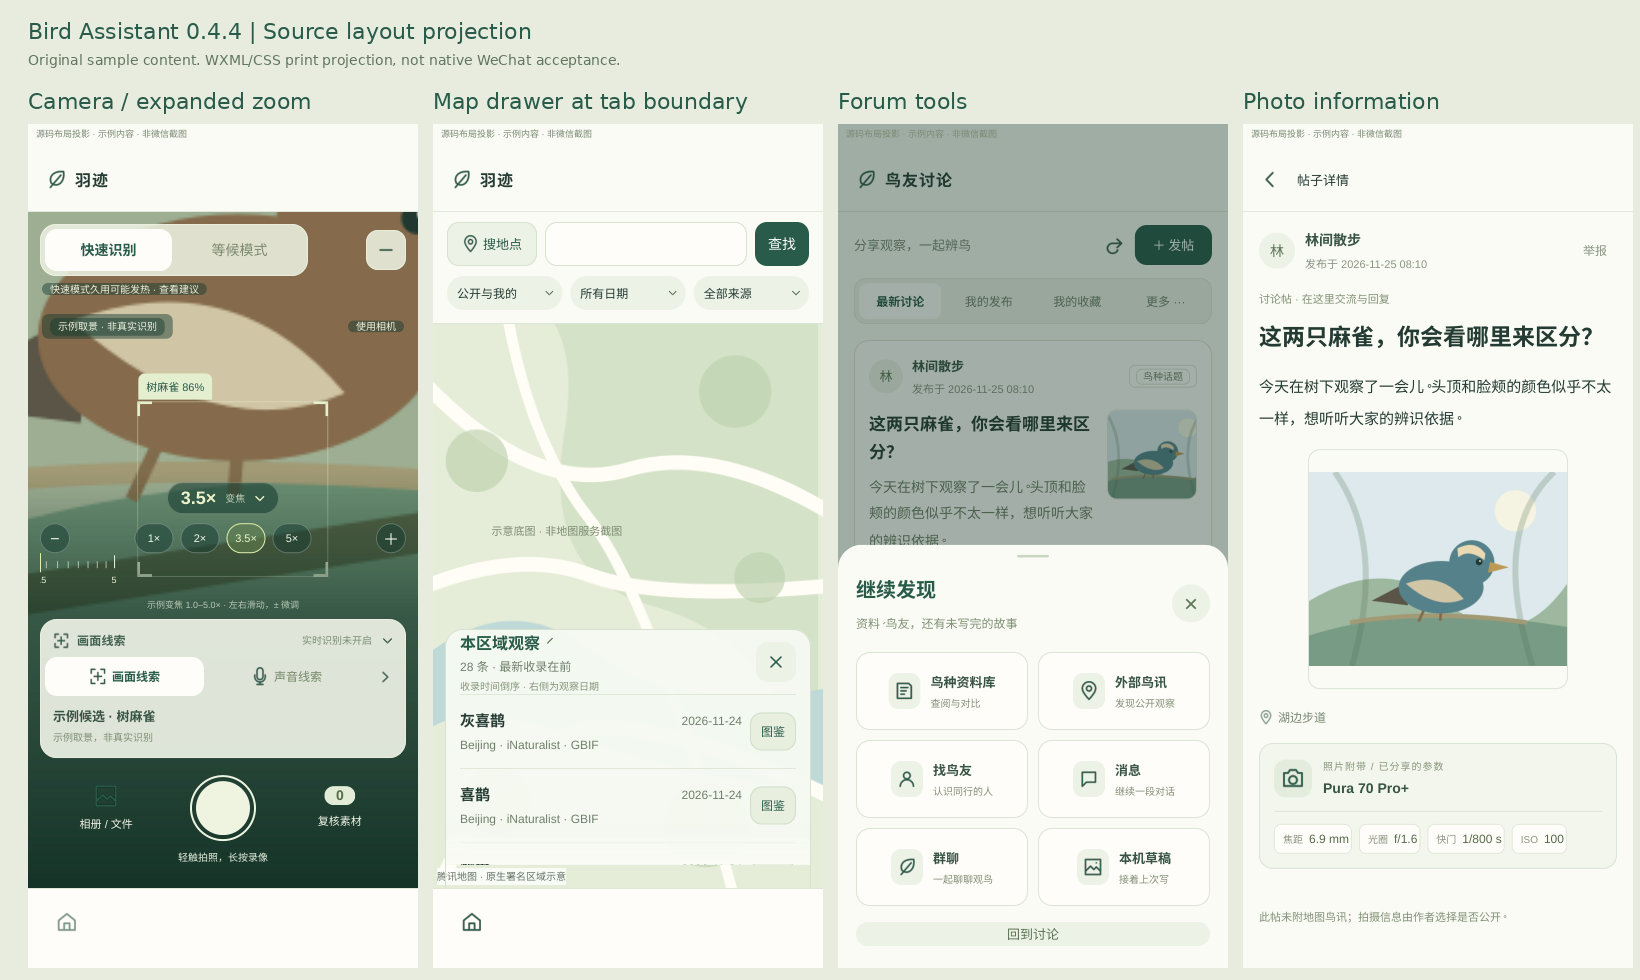 Bird Assistant 0.4.4 | Source layout projection
Original sample content. WXML/CSS print projection, not native WeChat acceptance.
Camera / expanded zoom
源码布局投影 · 示例内容 · 非微信截图
羽迹
快速识别
等候模式
快速模式久用可能发热 · 查看建议
示例取景 · 非真实识别
使用相机
树麻雀 86%
3.5× 变焦
1×
2×
3.5×
5×
.5
5
示例变焦 1.0–5.0× · 左右滑动，± 微调
画面线索
实时识别未开启
画面线索
声音线索
示例候选 · 树麻雀
示例取景，非真实识别
相册 / 文件
0
复核素材
轻触拍照，长按录像
Map drawer at tab boundary
源码布局投影 · 示例内容 · 非微信截图
羽迹
搜地点
查找
公开与我的
所有日期
全部来源
示意底图 · 非地图服务截图
本区域观察
28 条 · 最新收录在前
收录时间倒序 · 右侧为观察日期
灰喜鹊
2026-11-24
图鉴
Beijing · iNaturalist · GBIF
喜鹊
2026-11-24
图鉴
Beijing · iNaturalist · GBIF
腾讯地图 · 原生署名区域示意
Forum tools
源码布局投影 · 示例内容 · 非微信截图
鸟友讨论
分享观察，一起辨鸟
＋发帖
最新讨论
我的发布
我的收藏
更多 ···
林
林间散步
发布于 2026-11-25 08:10
鸟种话题
这两只麻雀，你会看哪里来区
分？
今天在树下观察了一会儿。头顶和脸
颊的颜色似乎不太一样，想听听大家
的辨识依据。
继续发现
资料·鸟友，还有未写完的故事
鸟种资料库
查阅与对比
外部鸟讯
发现公开观察
找鸟友
认识同行的人
消息
继续一段对话
群聊
一起聊聊观鸟
本机草稿
接着上次写
回到讨论
Photo information
源码布局投影 · 示例内容 · 非微信截图
帖子详情
林
林间散步
发布于 2026-11-25 08:10
举报
讨论帖 · 在这里交流与回复
这两只麻雀，你会看哪里来区分？
今天在树下观察了一会儿。头顶和脸颊的颜色似乎不太
一样，想听听大家的辨识依据。
湖边步道
照片附带 / 已分享的参数
Pura 70 Pro+
焦距 6.9 mm
光圈 f/1.6
快门 1/800 s
ISO 100
此帖未附地图鸟讯；拍摄信息由作者选择是否公开。